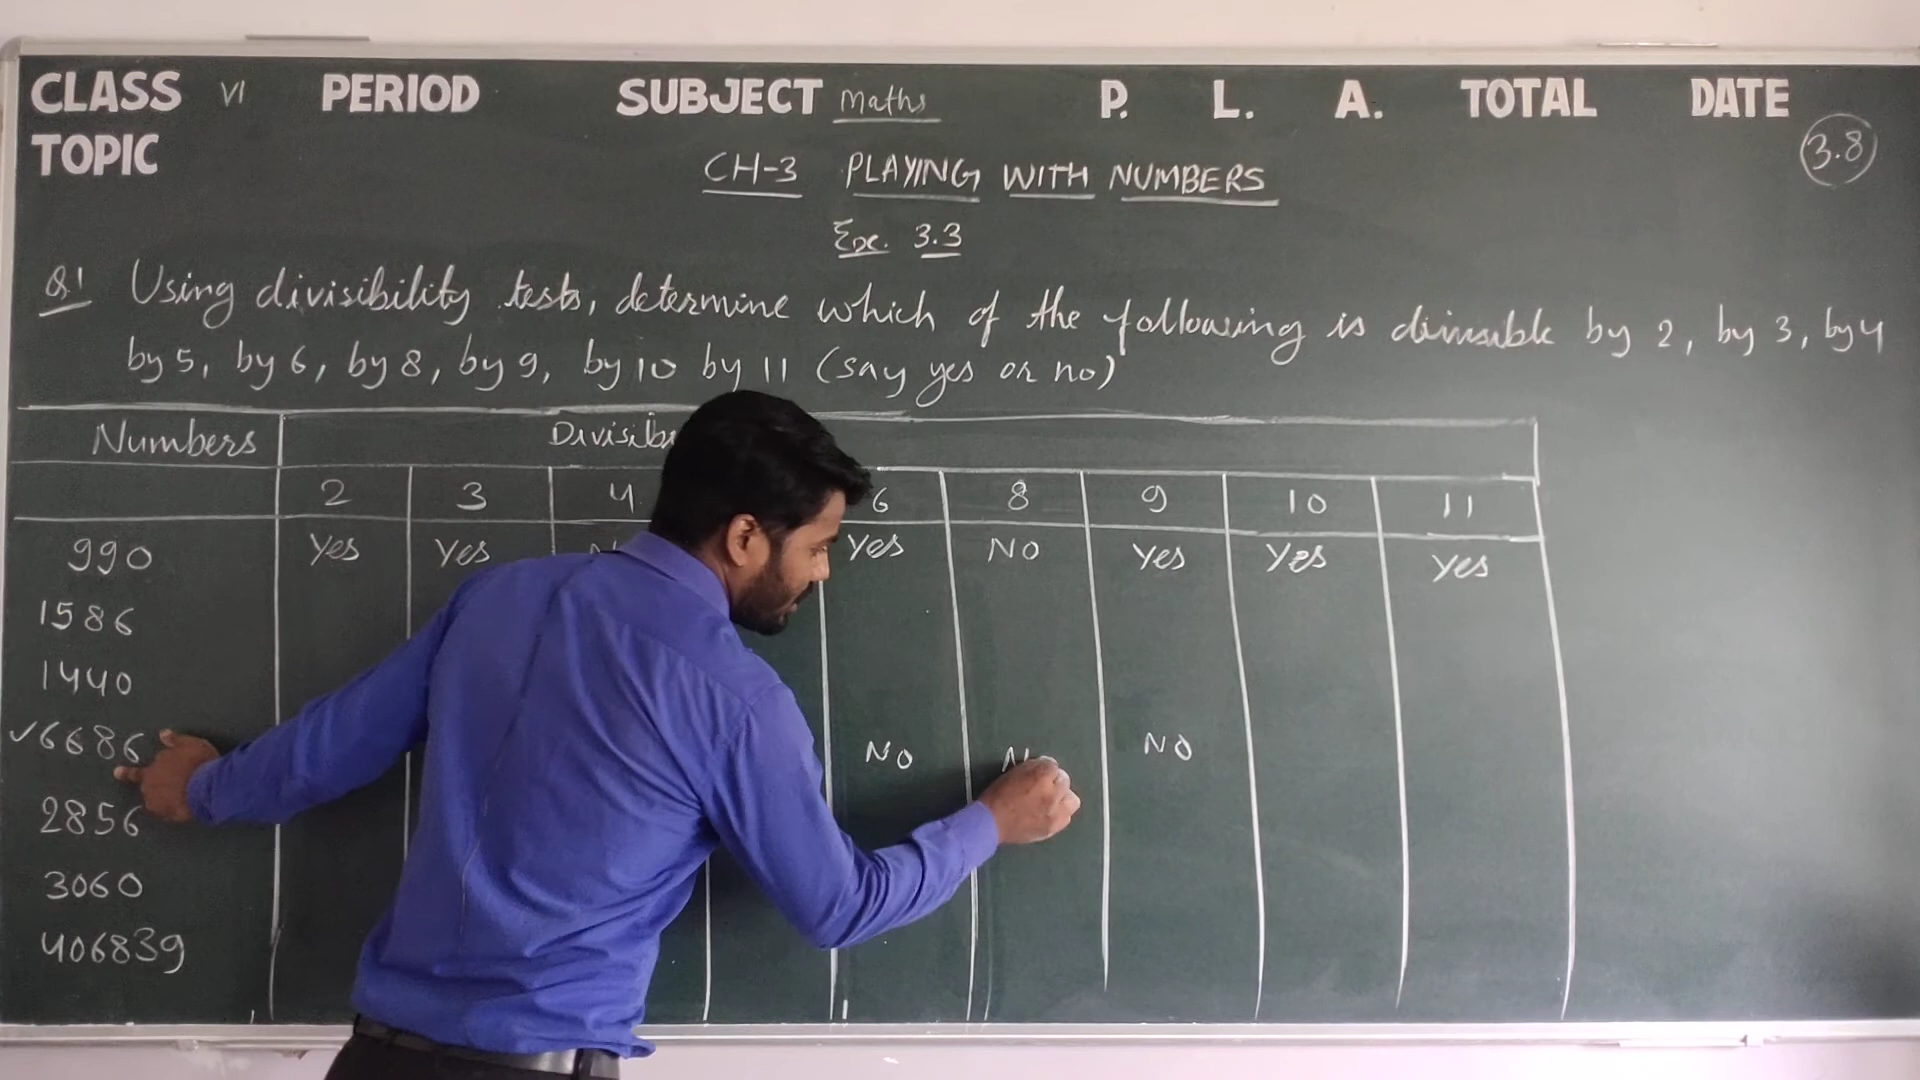 CLASS VI PERIOD SUBJECT Maths P. L. A. TOTAL DATE
TOPIC
3.8
CH-3 PLAYING WITH NUMBERS
Ex. 3.3
Q.1 Using divisibility tests, determine which of the following is divisible by 2, by 3, by 4
by 5, by 6, by 8, by 9, by 10 by 11 (say yes or no)
Numbers
2 3 4 6 8 9 10 11
990 Yes Yes Yes NO Yes Yes Yes
1586
1440
✓6686 NO NO
2856
3060
406839